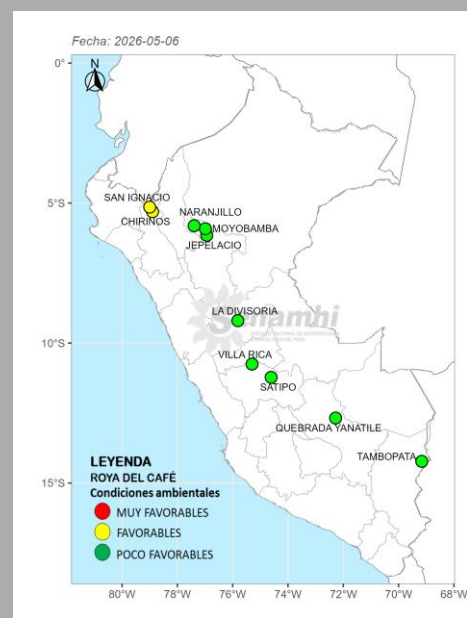 Fecha: 2026-05-06
N
0°
5°S
10°S
15°S
SAN IGNACIO
CHIRINOS
NARANJILLO
MOYOBAMBA
JEPELACIO
LA DIVISORIA
Senamhi
VILLA RICA
SATIPO
QUEBRADA YANATILE
TAMBOPATA
LEYENDA
ROYA DEL CAFÉ
Condiciones ambientales
MUY FAVORABLES
FAVORABLES
POCO FAVORABLES
80°W 78°W 76°W 74°W 72°W 70°W 68°W